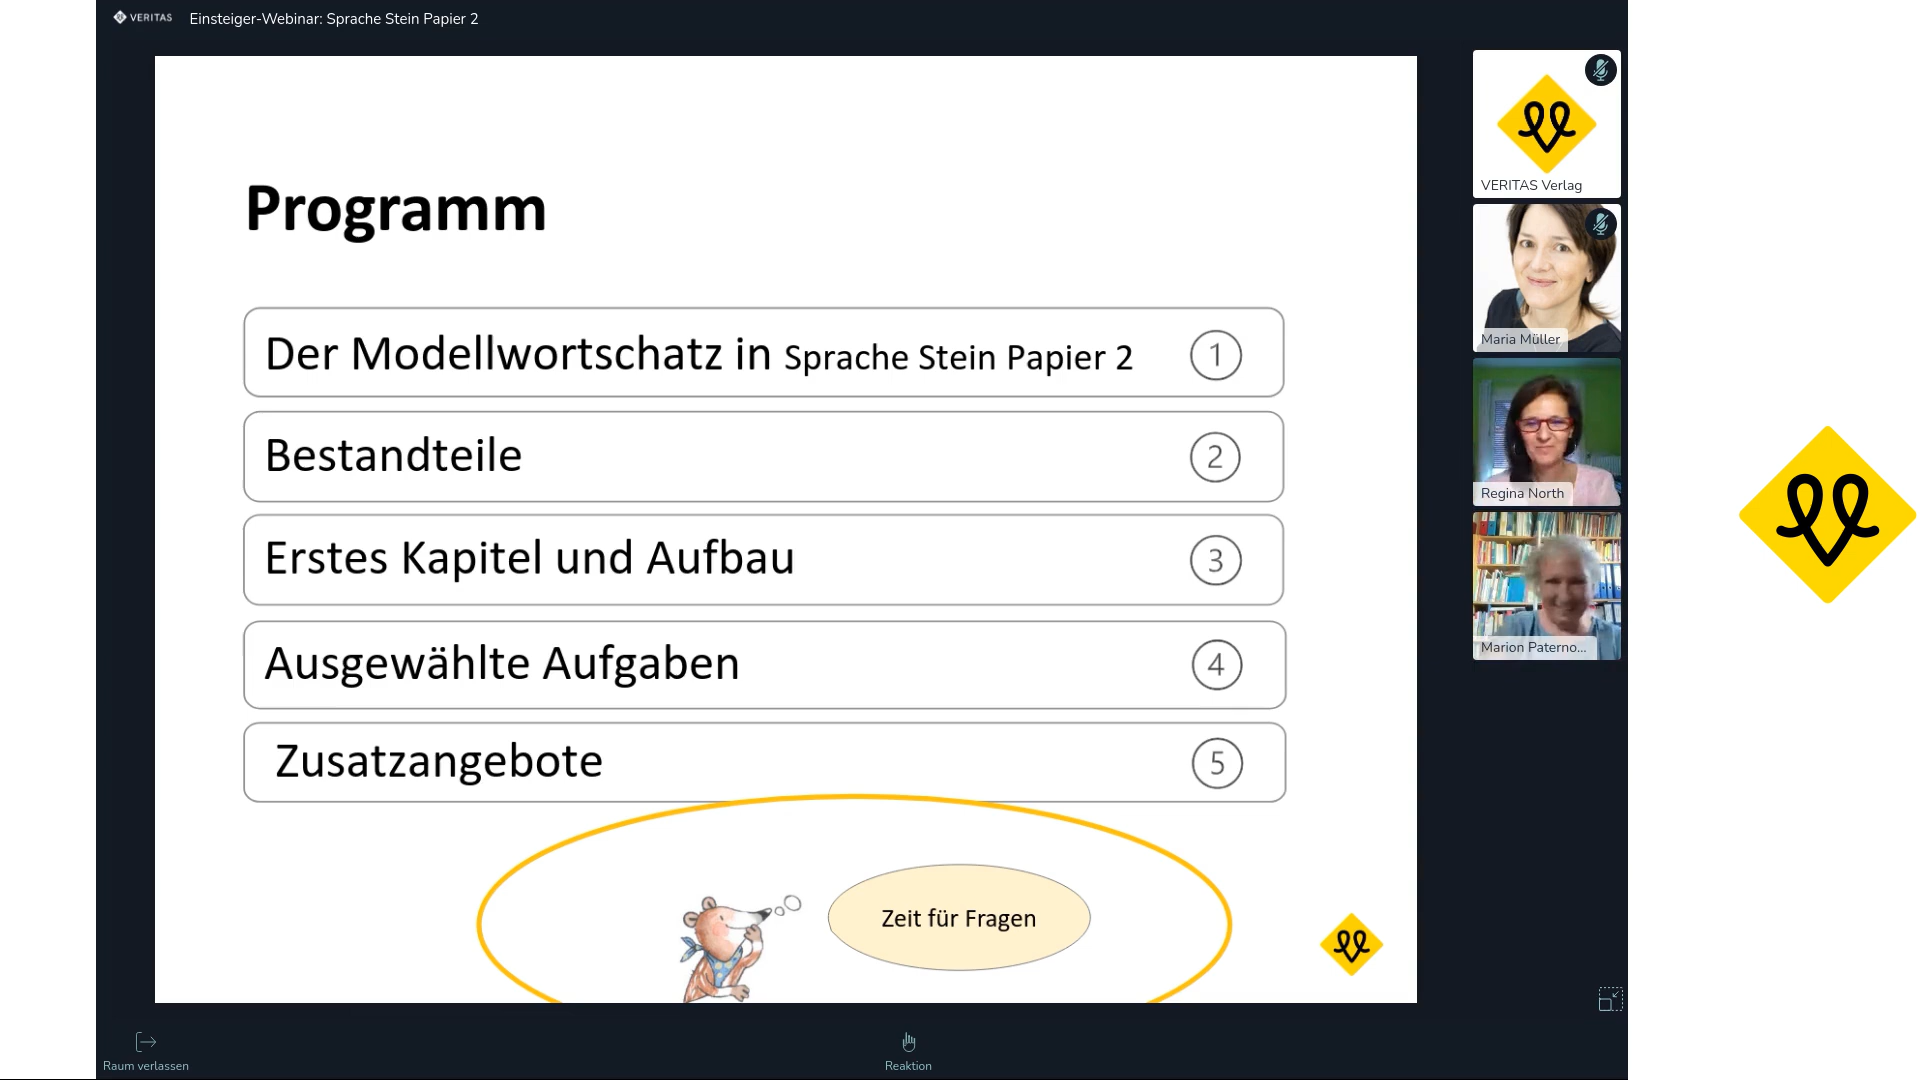 VERITAS Einsteiger-Webinar: Sprache Stein Papier 2
Programm
Der Modellwortschatz in Sprache Stein Papier 2 1
Bestandteile 2
Erstes Kapitel und Aufbau 3
Ausgewählte Aufgaben 4
Zusatzangebote 5
Zeit für Fragen
VERITAS Verlag
Maria Müller
Regina North
Marion Paterno...
Raum verlassen
Reaktion